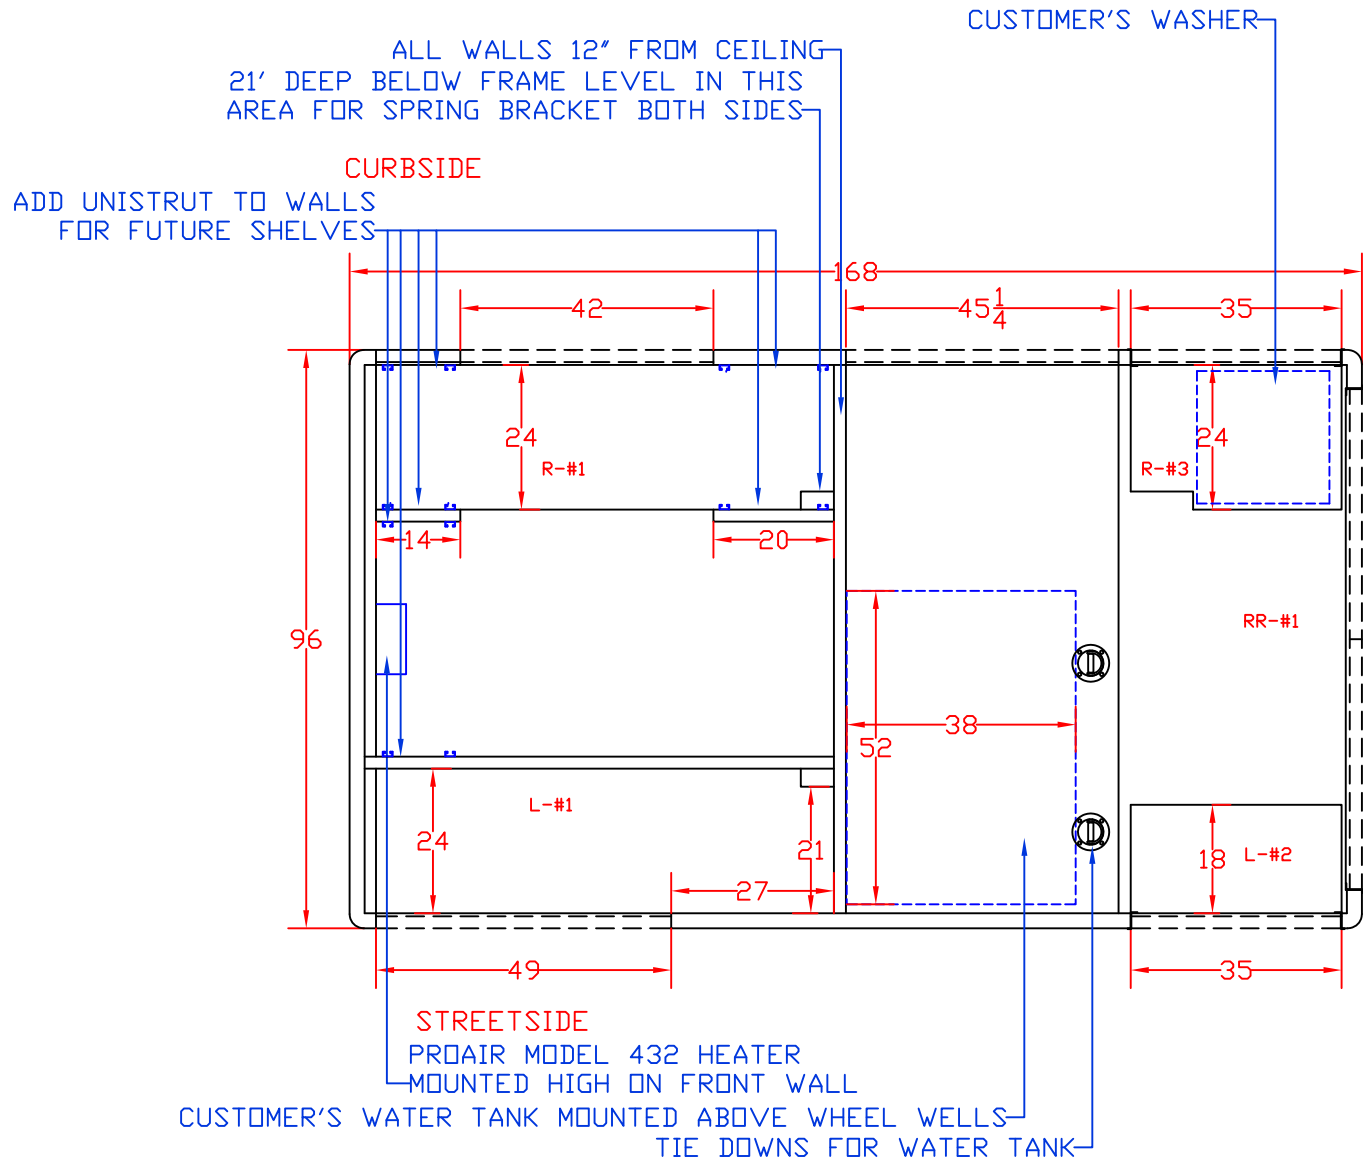 CUSTOMER'S WASHER
ALL WALLS 12" FROM CEILING
21' DEEP BELOW FRAME LEVEL IN THIS
AREA FOR SPRING BRACKET BOTH SIDES
CURBSIDE
ADD UNISTRUT TO WALLS
FOR FUTURE SHELVES
168
42
45 1/4
35
24
R-#1
24
R-#3
14
20
96
RR-#1
38
52
L-#1
24
21
18
L-#2
27
49
35
STREETSIDE
PROAIR MODEL 432 HEATER
MOUNTED HIGH ON FRONT WALL
CUSTOMER'S WATER TANK MOUNTED ABOVE WHEEL WELLS
TIE DOWNS FOR WATER TANK